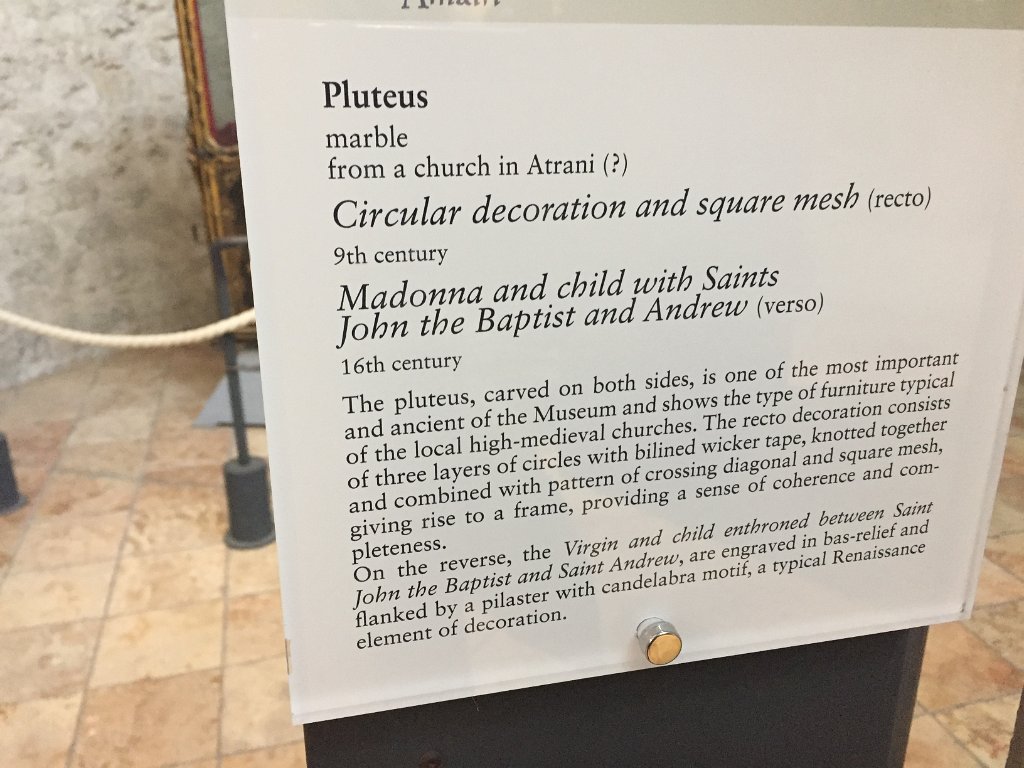 Pluteus
marble
from a church in Atrani (?)
Circular decoration and square mesh (recto)
9th century
Madonna and child with Saints
John the Baptist and Andrew (verso)
16th century
The pluteus, carved on both sides, is one of the most important
and ancient of the Museum and shows the type of furniture typical
of the local high-medieval churches. The recto decoration consists
of three layers of circles with bilined wicker tape, knotted together
and combined with pattern of crossing diagonal and square mesh,
giving rise to a frame, providing a sense of coherence and com-
pleteness.
On the reverse, the Virgin and child enthroned between Saint
John the Baptist and Saint Andrew, are engraved in bas-relief and
flanked by a pilaster with candelabra motif, a typical Renaissance
element of decoration.